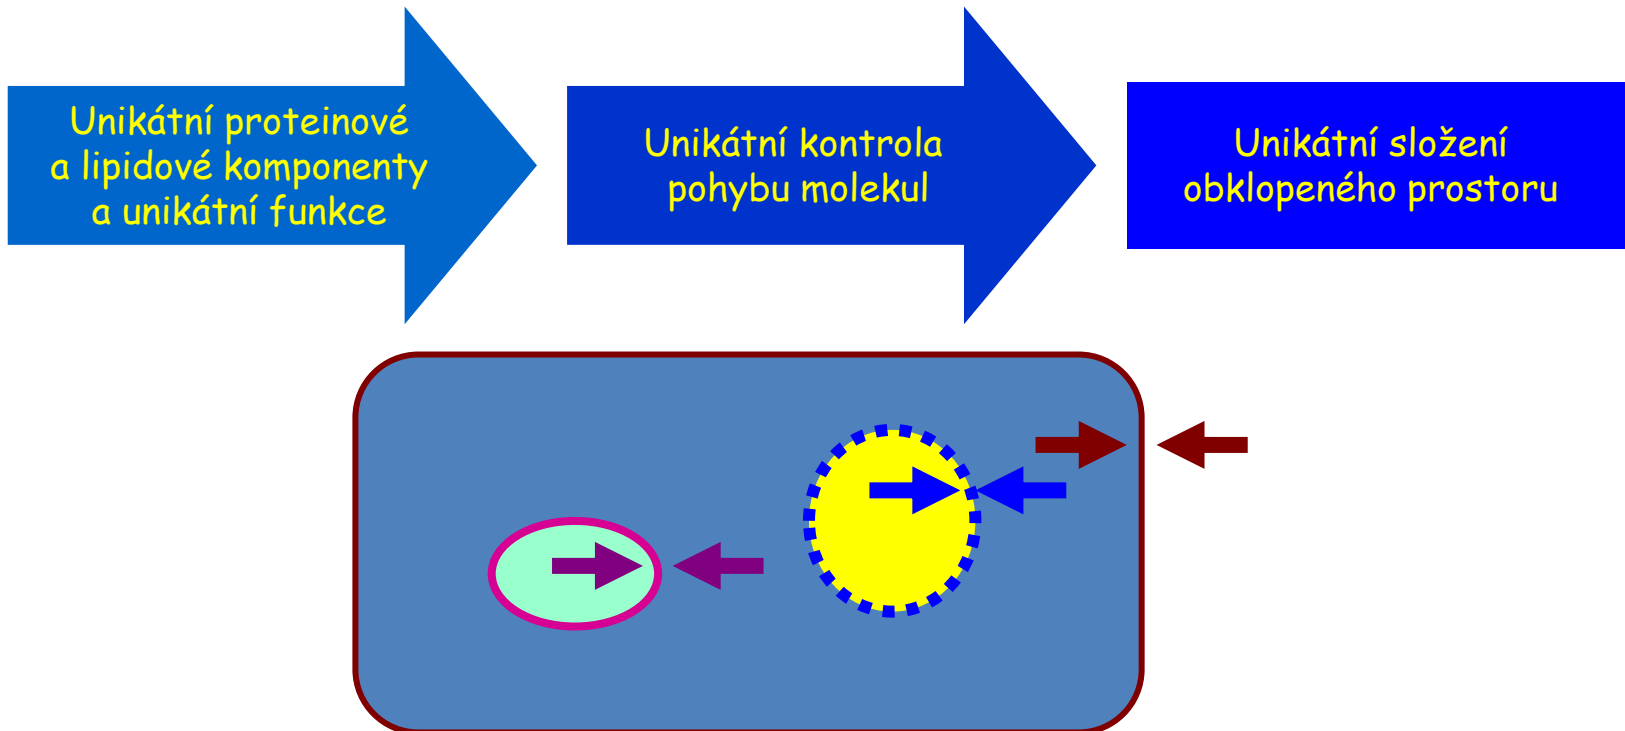 Unikátní proteinové
a lipidové komponenty
a unikátní funkce
Unikátní kontrola
pohybu molekul
Unikátní složení
obklopeného prostoru